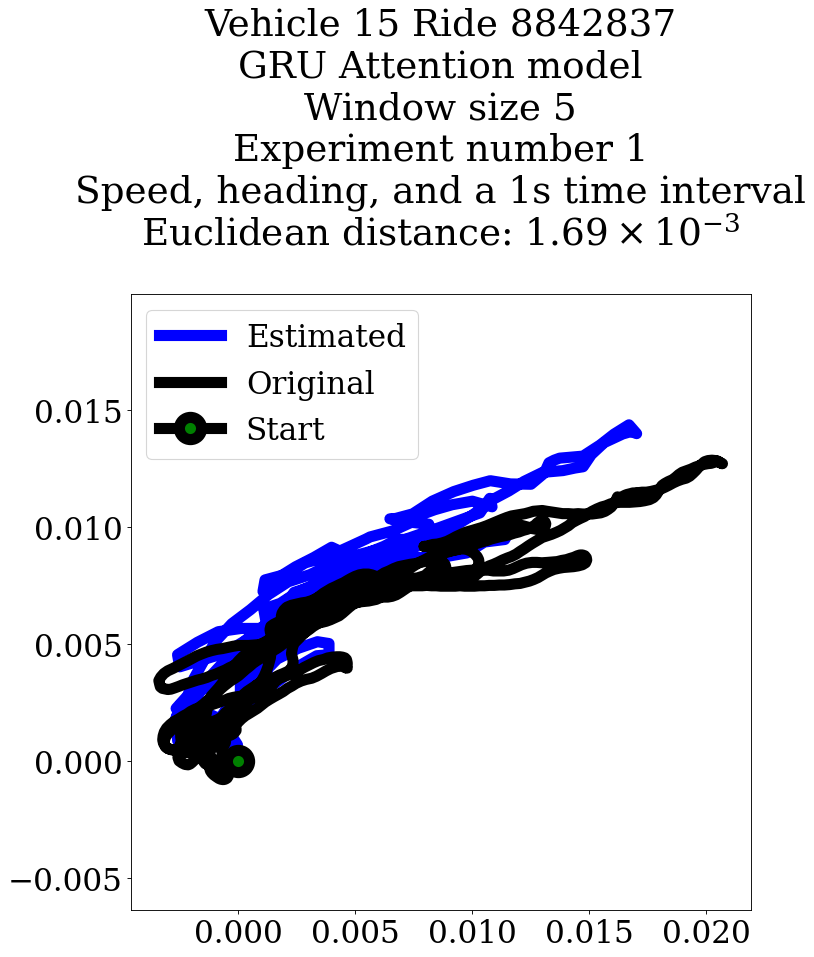 Vehicle 15 Ride 8842837
GRU Attention model
Window size 5
Experiment number 1
Speed, heading, and a 1s time interval
Euclidean distance: 1.69 × 10⁻³
Estimated
Original
Start
0.015
0.010
0.005
0.000
−0.005
0.000 0.005 0.010 0.015 0.020